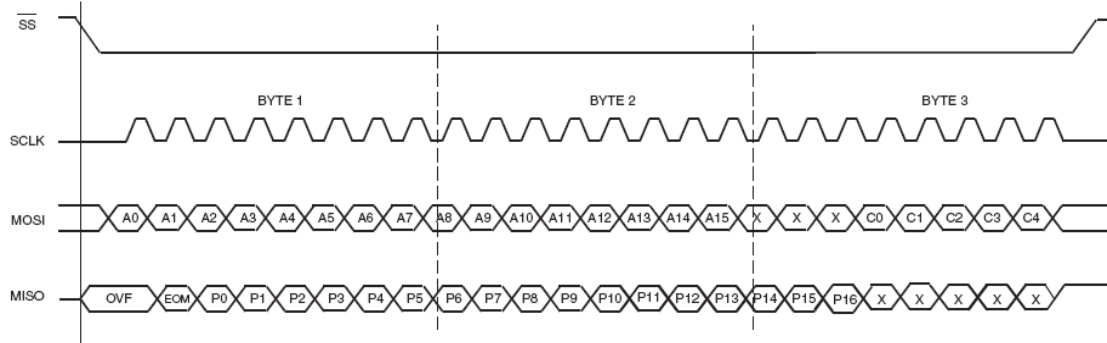 SS
BYTE 1 BYTE 2 BYTE 3
SCLK
MOSI A0 A1 A2 A3 A4 A5 A6 A7 A8 A9 A10 A11 A12 A13 A14 A15 X X X C0 C1 C2 C3 C4
MISO OVF EOM P0 P1 P2 P3 P4 P5 P6 P7 P8 P9 P10 P11 P12 P13 P14 P15 P16 X X X X X